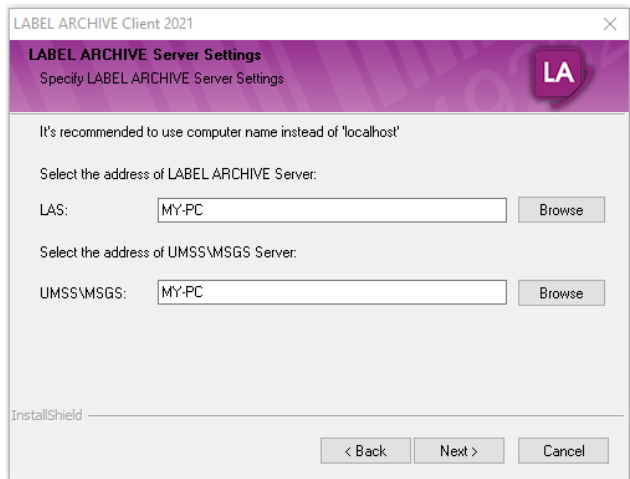 LABEL ARCHIVE Client 2021
LABEL ARCHIVE Server Settings
Specify LABEL ARCHIVE Server Settings
LA
It's recommended to use computer name instead of 'localhost'
Select the address of LABEL ARCHIVE Server:
LAS: MY-PC Browse
Select the address of UMSS\MSGS Server:
UMSS\MSGS: MY-PC Browse
InstallShield
< Back Next > Cancel